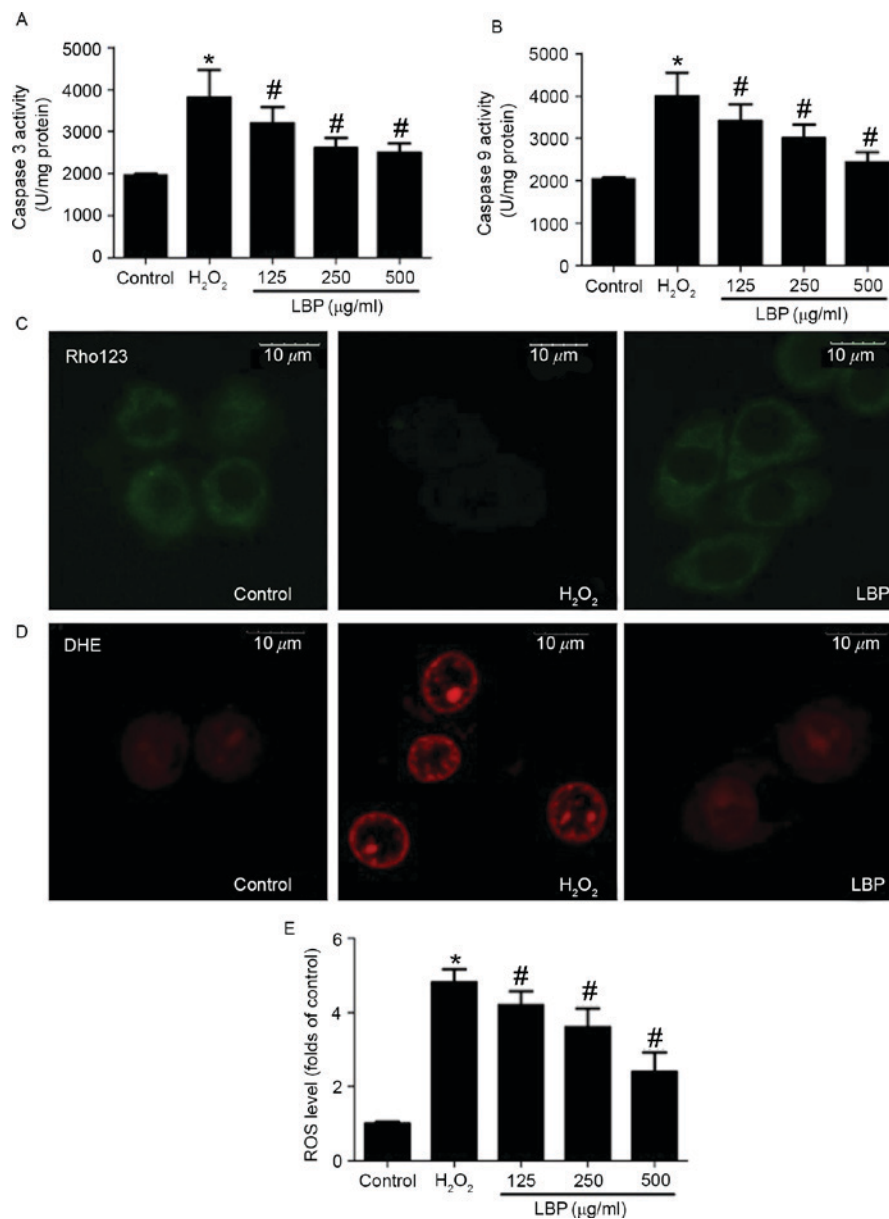 A
5000
4000
3000
2000
1000
0
Caspase 3 activity
(U/mg protein)
*
#
#
#
Control
H₂O₂
125
250
500
LBP (μg/ml)
B
5000
4000
3000
2000
1000
0
Caspase 9 activity
(U/mg protein)
*
#
#
#
Control
H₂O₂
125
250
500
LBP (μg/ml)
C
Rho123
10 μm
Control
10 μm
H₂O₂
10 μm
LBP
D
DHE
10 μm
Control
10 μm
H₂O₂
10 μm
LBP
E
6
4
2
0
ROS level (folds of control)
*
#
#
#
Control
H₂O₂
125
250
500
LBP (μg/ml)